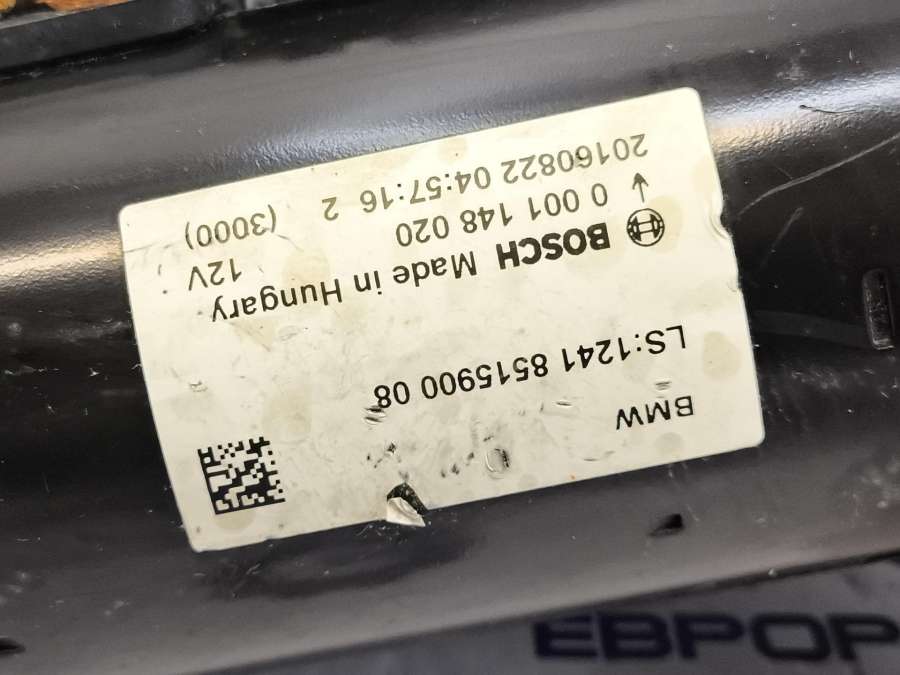 BMW
LS:1241 8515900 08
BOSCH Made in Hungary
0 001 148 020 12V
20160822 04:57:16 2 (3000)
ЕВРОР